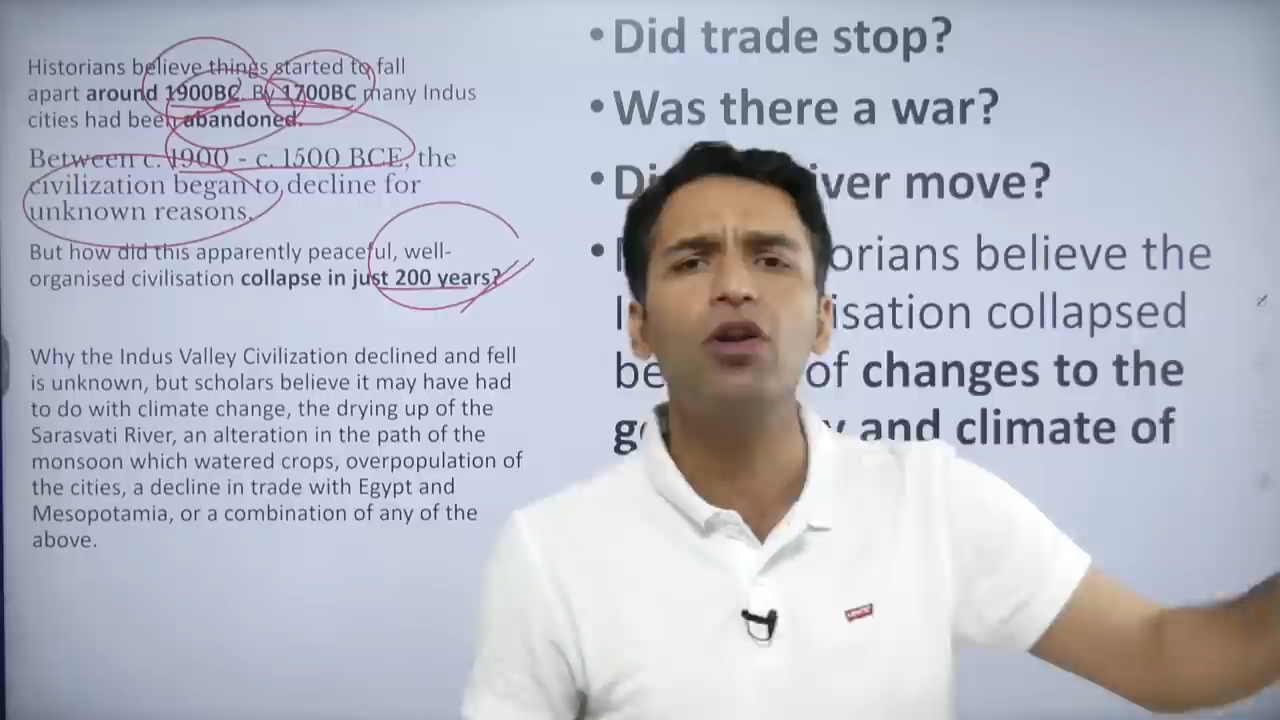 Historians believe things started to fall
apart around 1900BC. By 1700BC many Indus
cities had been abandoned.
Between c. 1900 - c. 1500 BCE, the
civilization began to decline for
unknown reasons.
But how did this apparently peaceful, well-
organised civilisation collapse in just 200 years?
Why the Indus Valley Civilization declined and fell
is unknown, but scholars believe it may have had
to do with climate change, the drying up of the
Sarasvati River, an alteration in the path of the
monsoon which watered crops, overpopulation of
the cities, a decline in trade with Egypt and
Mesopotamia, or a combination of any of the
above.
• Did trade stop?
• Was there a war?
• move?
• believe the
collapsed
of changes to the
and climate of
Levi's